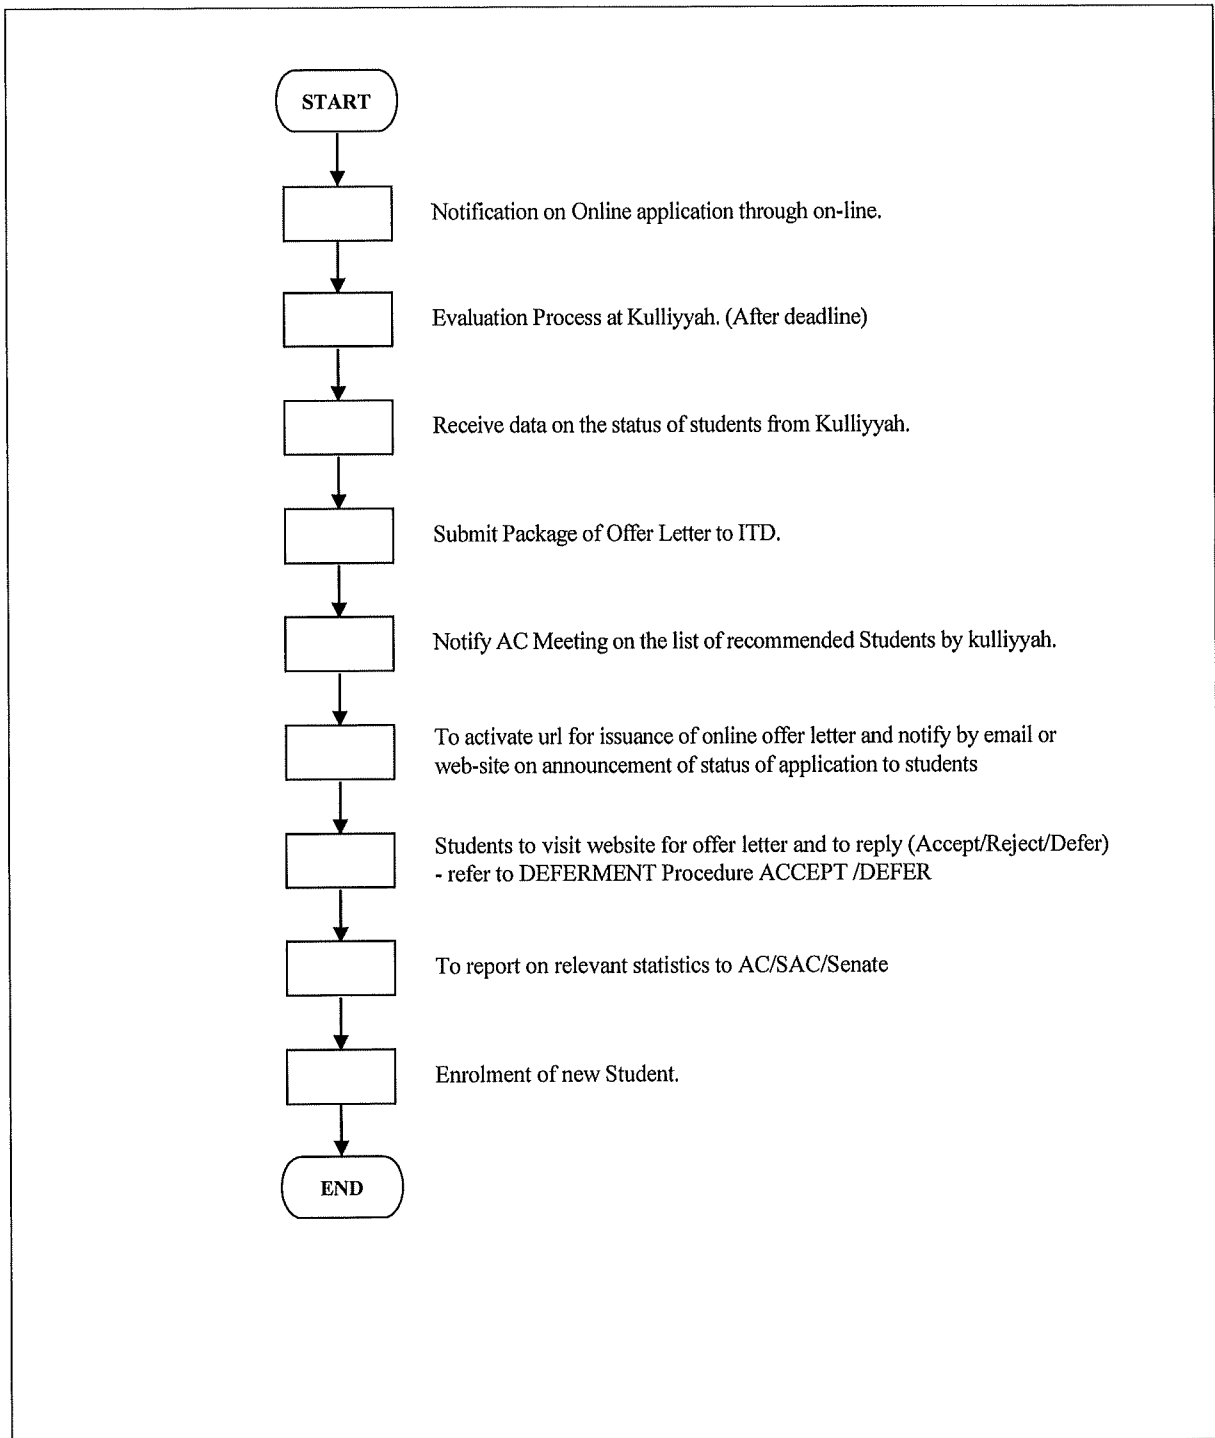 START
Notification on Online application through on-line.
Evaluation Process at Kulliyyah. (After deadline)
Receive data on the status of students from Kulliyyah.
Submit Package of Offer Letter to ITD.
Notify AC Meeting on the list of recommended Students by kulliyyah.
To activate url for issuance of online offer letter and notify by email or
web-site on announcement of status of application to students
Students to visit website for offer letter and to reply (Accept/Reject/Defer)
- refer to DEFERMENT Procedure ACCEPT /DEFER
To report on relevant statistics to AC/SAC/Senate
Enrolment of new Student.
END